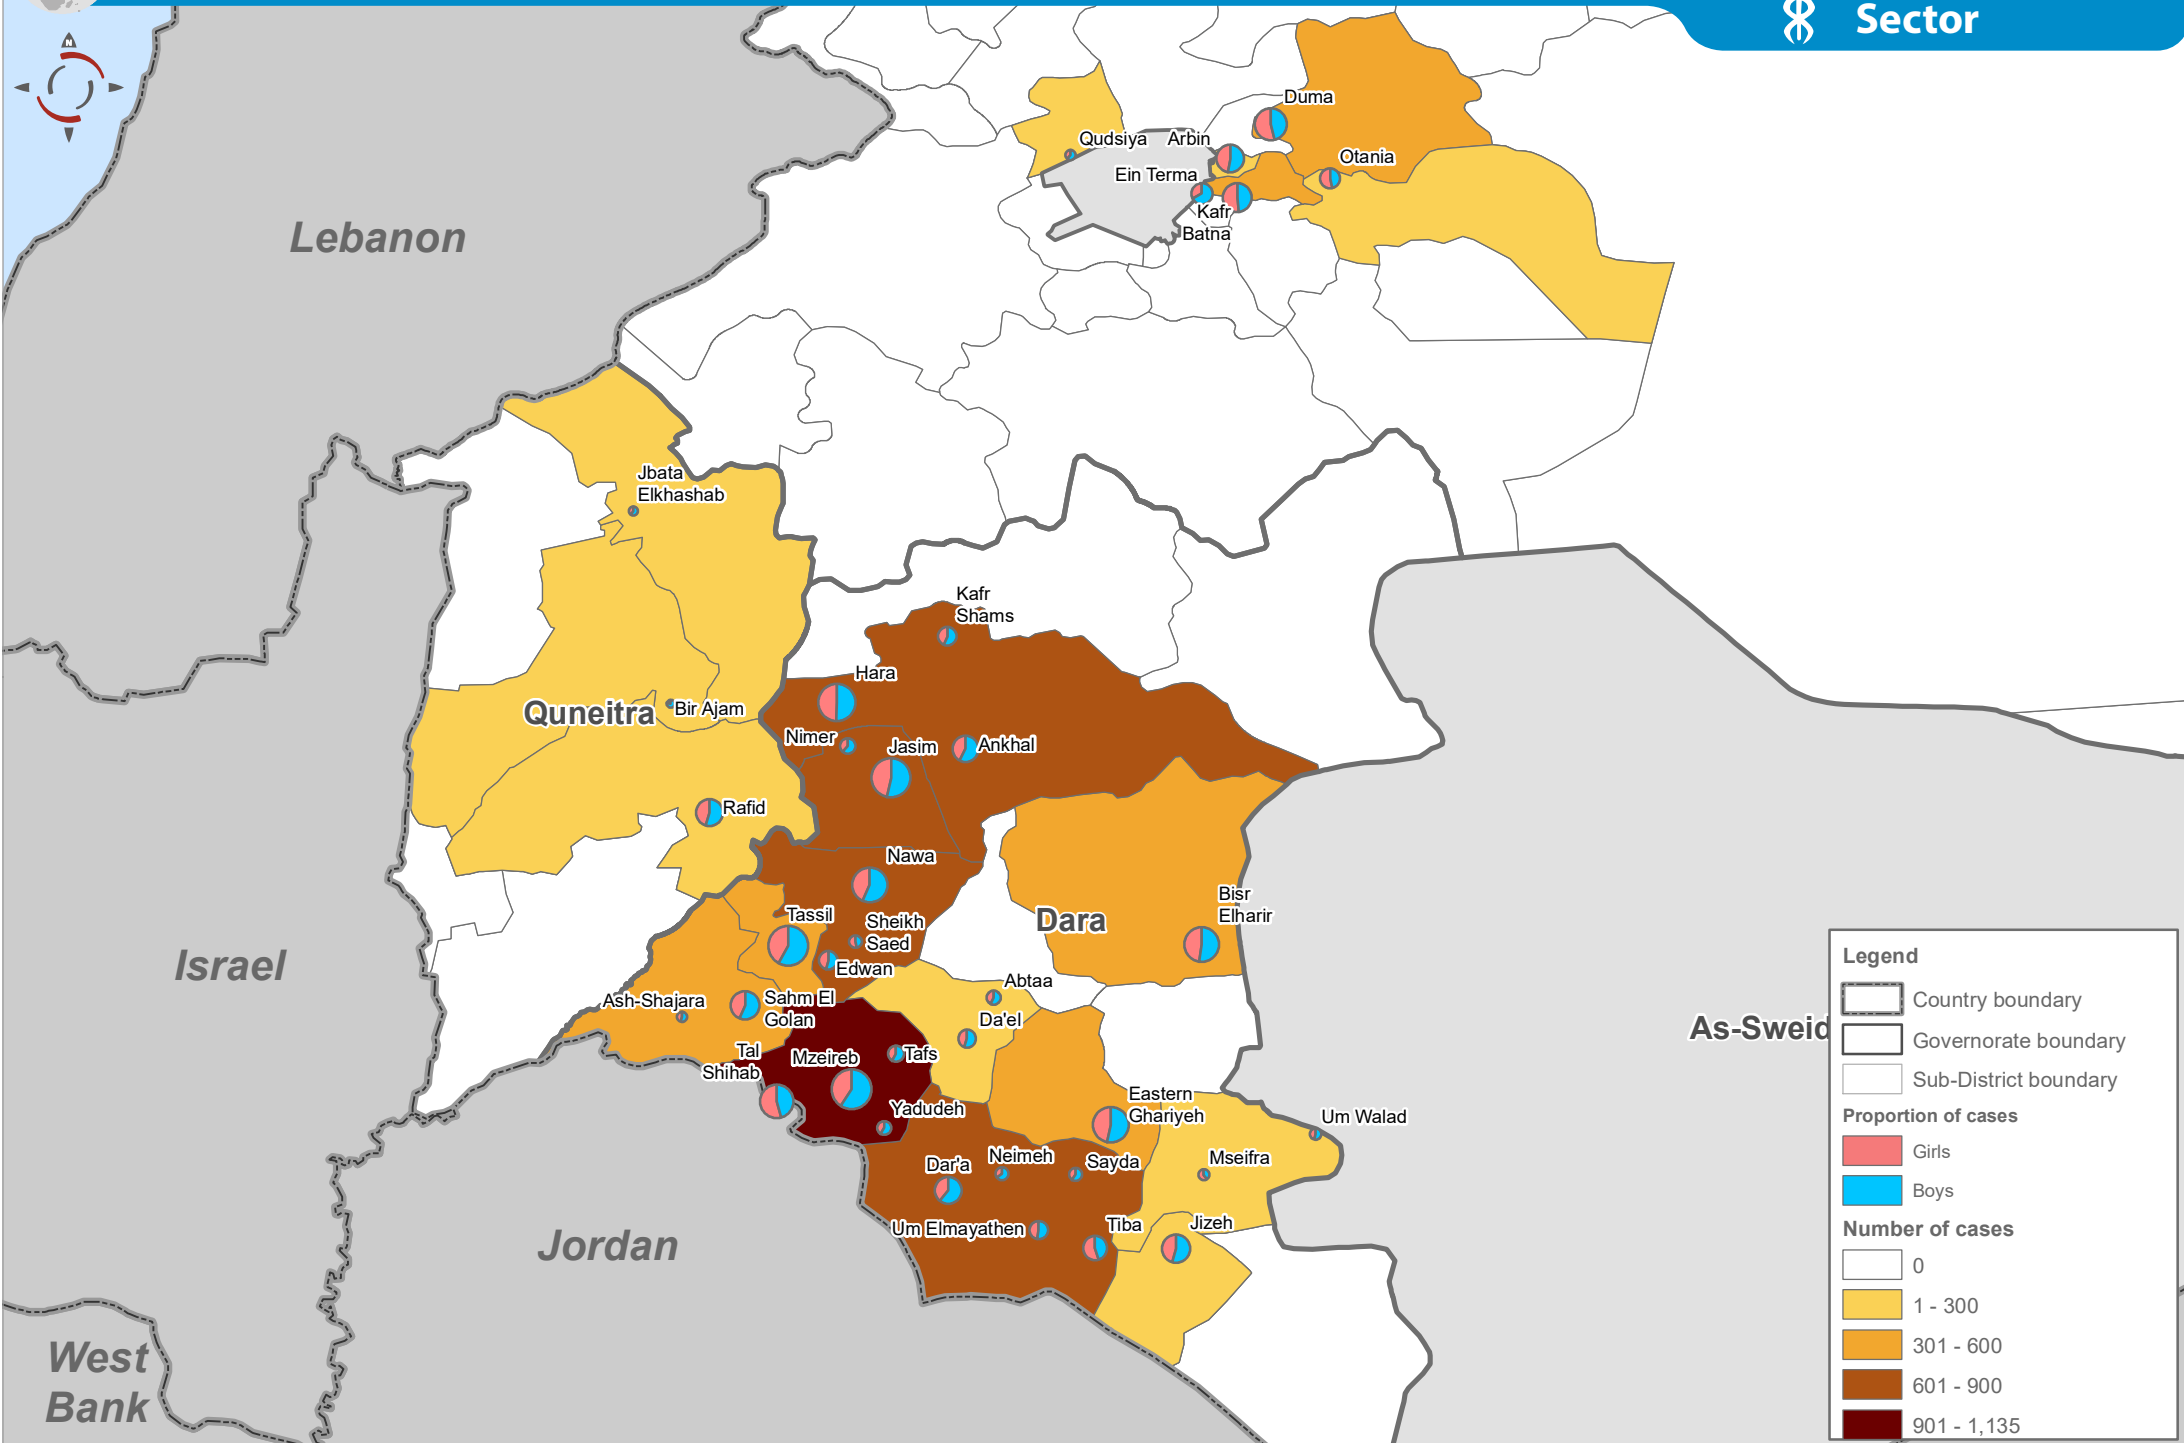 Sector
N
Duma
Qudsiya
Arbin
Otania
Ein Terma
Kafr
Batna
Lebanon
Jbata
Elkhashab
Kafr
Shams
Hara
Quneitra
Bir Ajam
Nimer
Jasim
Ankhal
Rafid
Nawa
Bisr
Elharir
Tassil
Sheikh
Saed
Dara
Israel
Edwan
Abtaa
Ash-Shajara
Sahm El
Golan
Da'el
As-Sweid
Tal
Shihab
Mzeireb
Tafs
Yadudeh
Eastern
Ghariyeh
Um Walad
Dar'a
Neimeh
Sayda
Mseifra
Um Elmayathen
Tiba
Jizeh
Jordan
West
Bank
Legend
Country boundary
Governorate boundary
Sub-District boundary
Proportion of cases
Girls
Boys
Number of cases
0
1 - 300
301 - 600
601 - 900
901 - 1,135